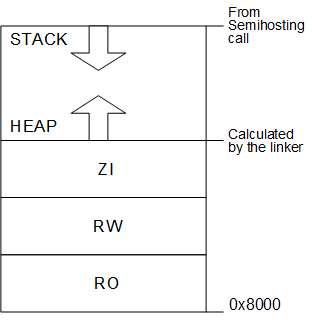 From
Semihosting
call
STACK
HEAP
Calculated
by the linker
ZI
RW
RO
0x8000